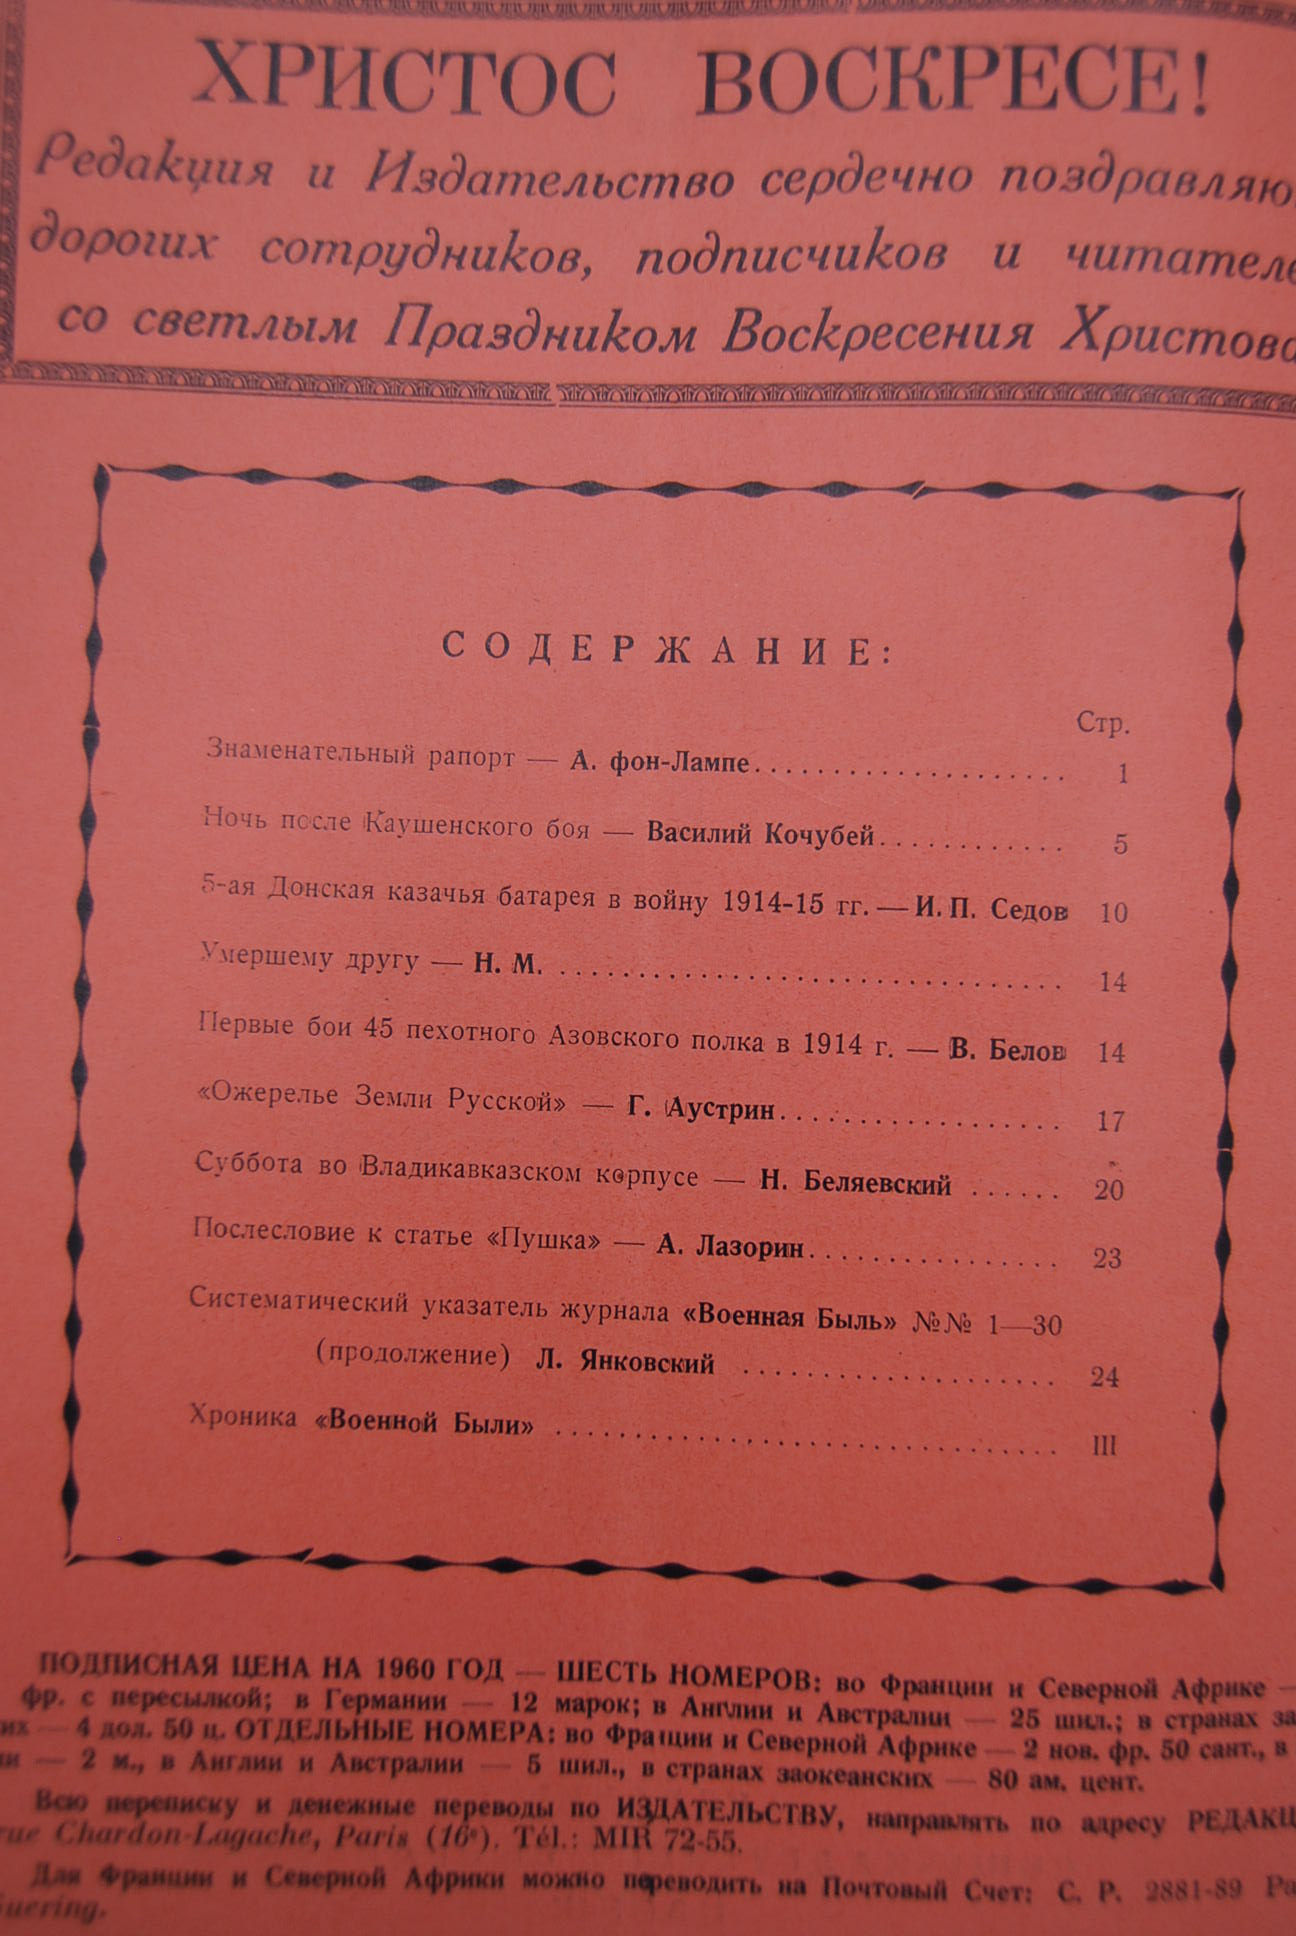 ХРИСТОС ВОСКРЕСЕ!
Редакция и Издательство сердечно поздравляю
дорогих сотрудников, подписчиков и читателе
со светлым Праздником Воскресения Христова
СОДЕРЖАНИЕ:
Стр.
Знаменательный рапорт — А. фон-Лампе. . . . . . . . . . . . . . . . . . . . 1
Ночь после Каушенского боя — Василий Кочубей. . . . . . . . . . . . 5
5-ая Донская казачья батарея в войну 1914-15 гг. — И. П. Седов 10
Умершему другу — Н. М. . . . . . . . . . . . . . . . . . . . . . . . . . . . . . . . . 14
Первые бои 45 пехотного Азовского полка в 1914 г. — В. Белов 14
«Ожерелье Земли Русской» — Г. Аустрин. . . . . . . . . . . . . . . . . . 17
Суббота во Владикавказском корпусе — Н. Беляевский . . . . . . 20
Послесловие к статье «Пушка» — А. Лазорин. . . . . . . . . . . . . . . . 23
Систематический указатель журнала «Военная Быль» №№ 1—30
(продолжение) Л. Янковский . . . . . . . . . . . . . . . . . . . . 24
Хроника «Военной Были» . . . . . . . . . . . . . . . . . . . . . . . . . . . . . . . . III
ПОДПИСНАЯ ЦЕНА НА 1960 ГОД — ШЕСТЬ НОМЕРОВ: во Франции и Северной Африке —
фр. с пересылкой; в Германии — 12 марок; в Англии и Австралии — 25 шил.; в странах за
их — 4 дол. 50 ц. ОТДЕЛЬНЫЕ НОМЕРА: во Франции и Северной Африке — 2 нов. фр. 50 сант., в
ии — 2 м., в Англии и Австралии — 5 шил., в странах заокеанских — 80 ам. цент.
Всю переписку и денежные переводы по ИЗДАТЕЛЬСТВУ, направлять по адресу РЕДАКЦ
rue Chardon-Lagache, Paris (16e). Tél.: MIR 72-55.
Для Франции и Северной Африки можно переводить на Почтовый Счет: C. P. 2881-89 Pa
uering.